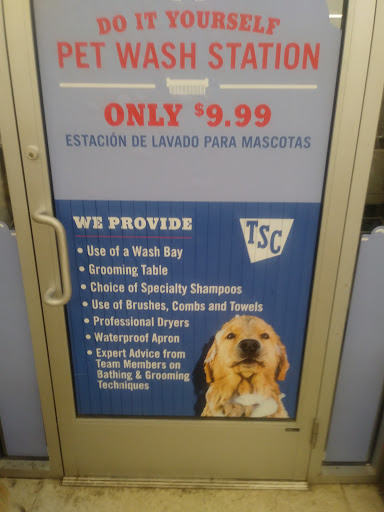 DO IT YOURSELF
PET WASH STATION
ONLY $9.99
ESTACIÓN DE LAVADO PARA MASCOTAS
WE PROVIDE
TSC
• Use of a Wash Bay
• Grooming Table
• Choice of Specialty Shampoos
• Use of Brushes, Combs and Towels
• Professional Dryers
• Waterproof Apron
• Expert Advice from
Team Members on
Bathing & Grooming
Techniques